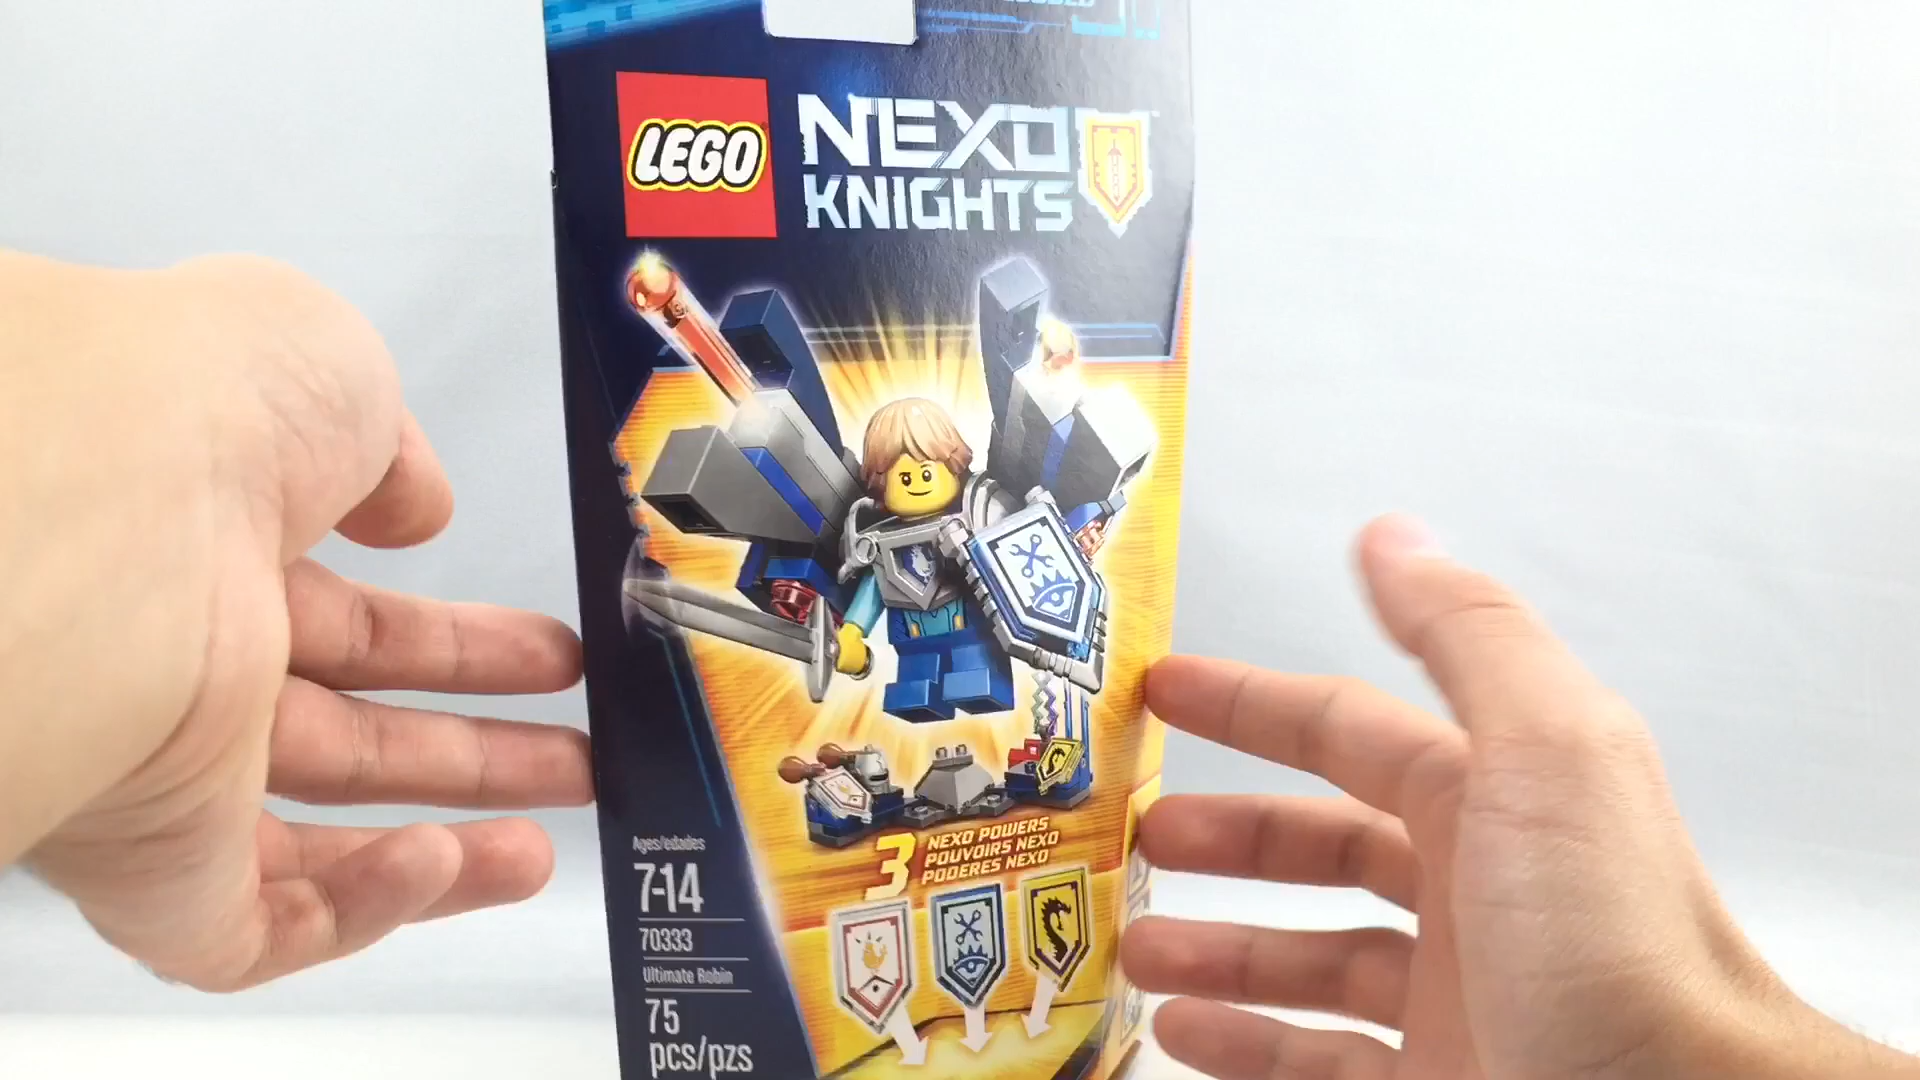 LEGO
NEXO
KNIGHTS
Ages/edades
7-14
70333
Ultimate Robin
75
pcs/pzs
3
NEXO POWERS
POUVOIRS NEXO
PODERES NEXO